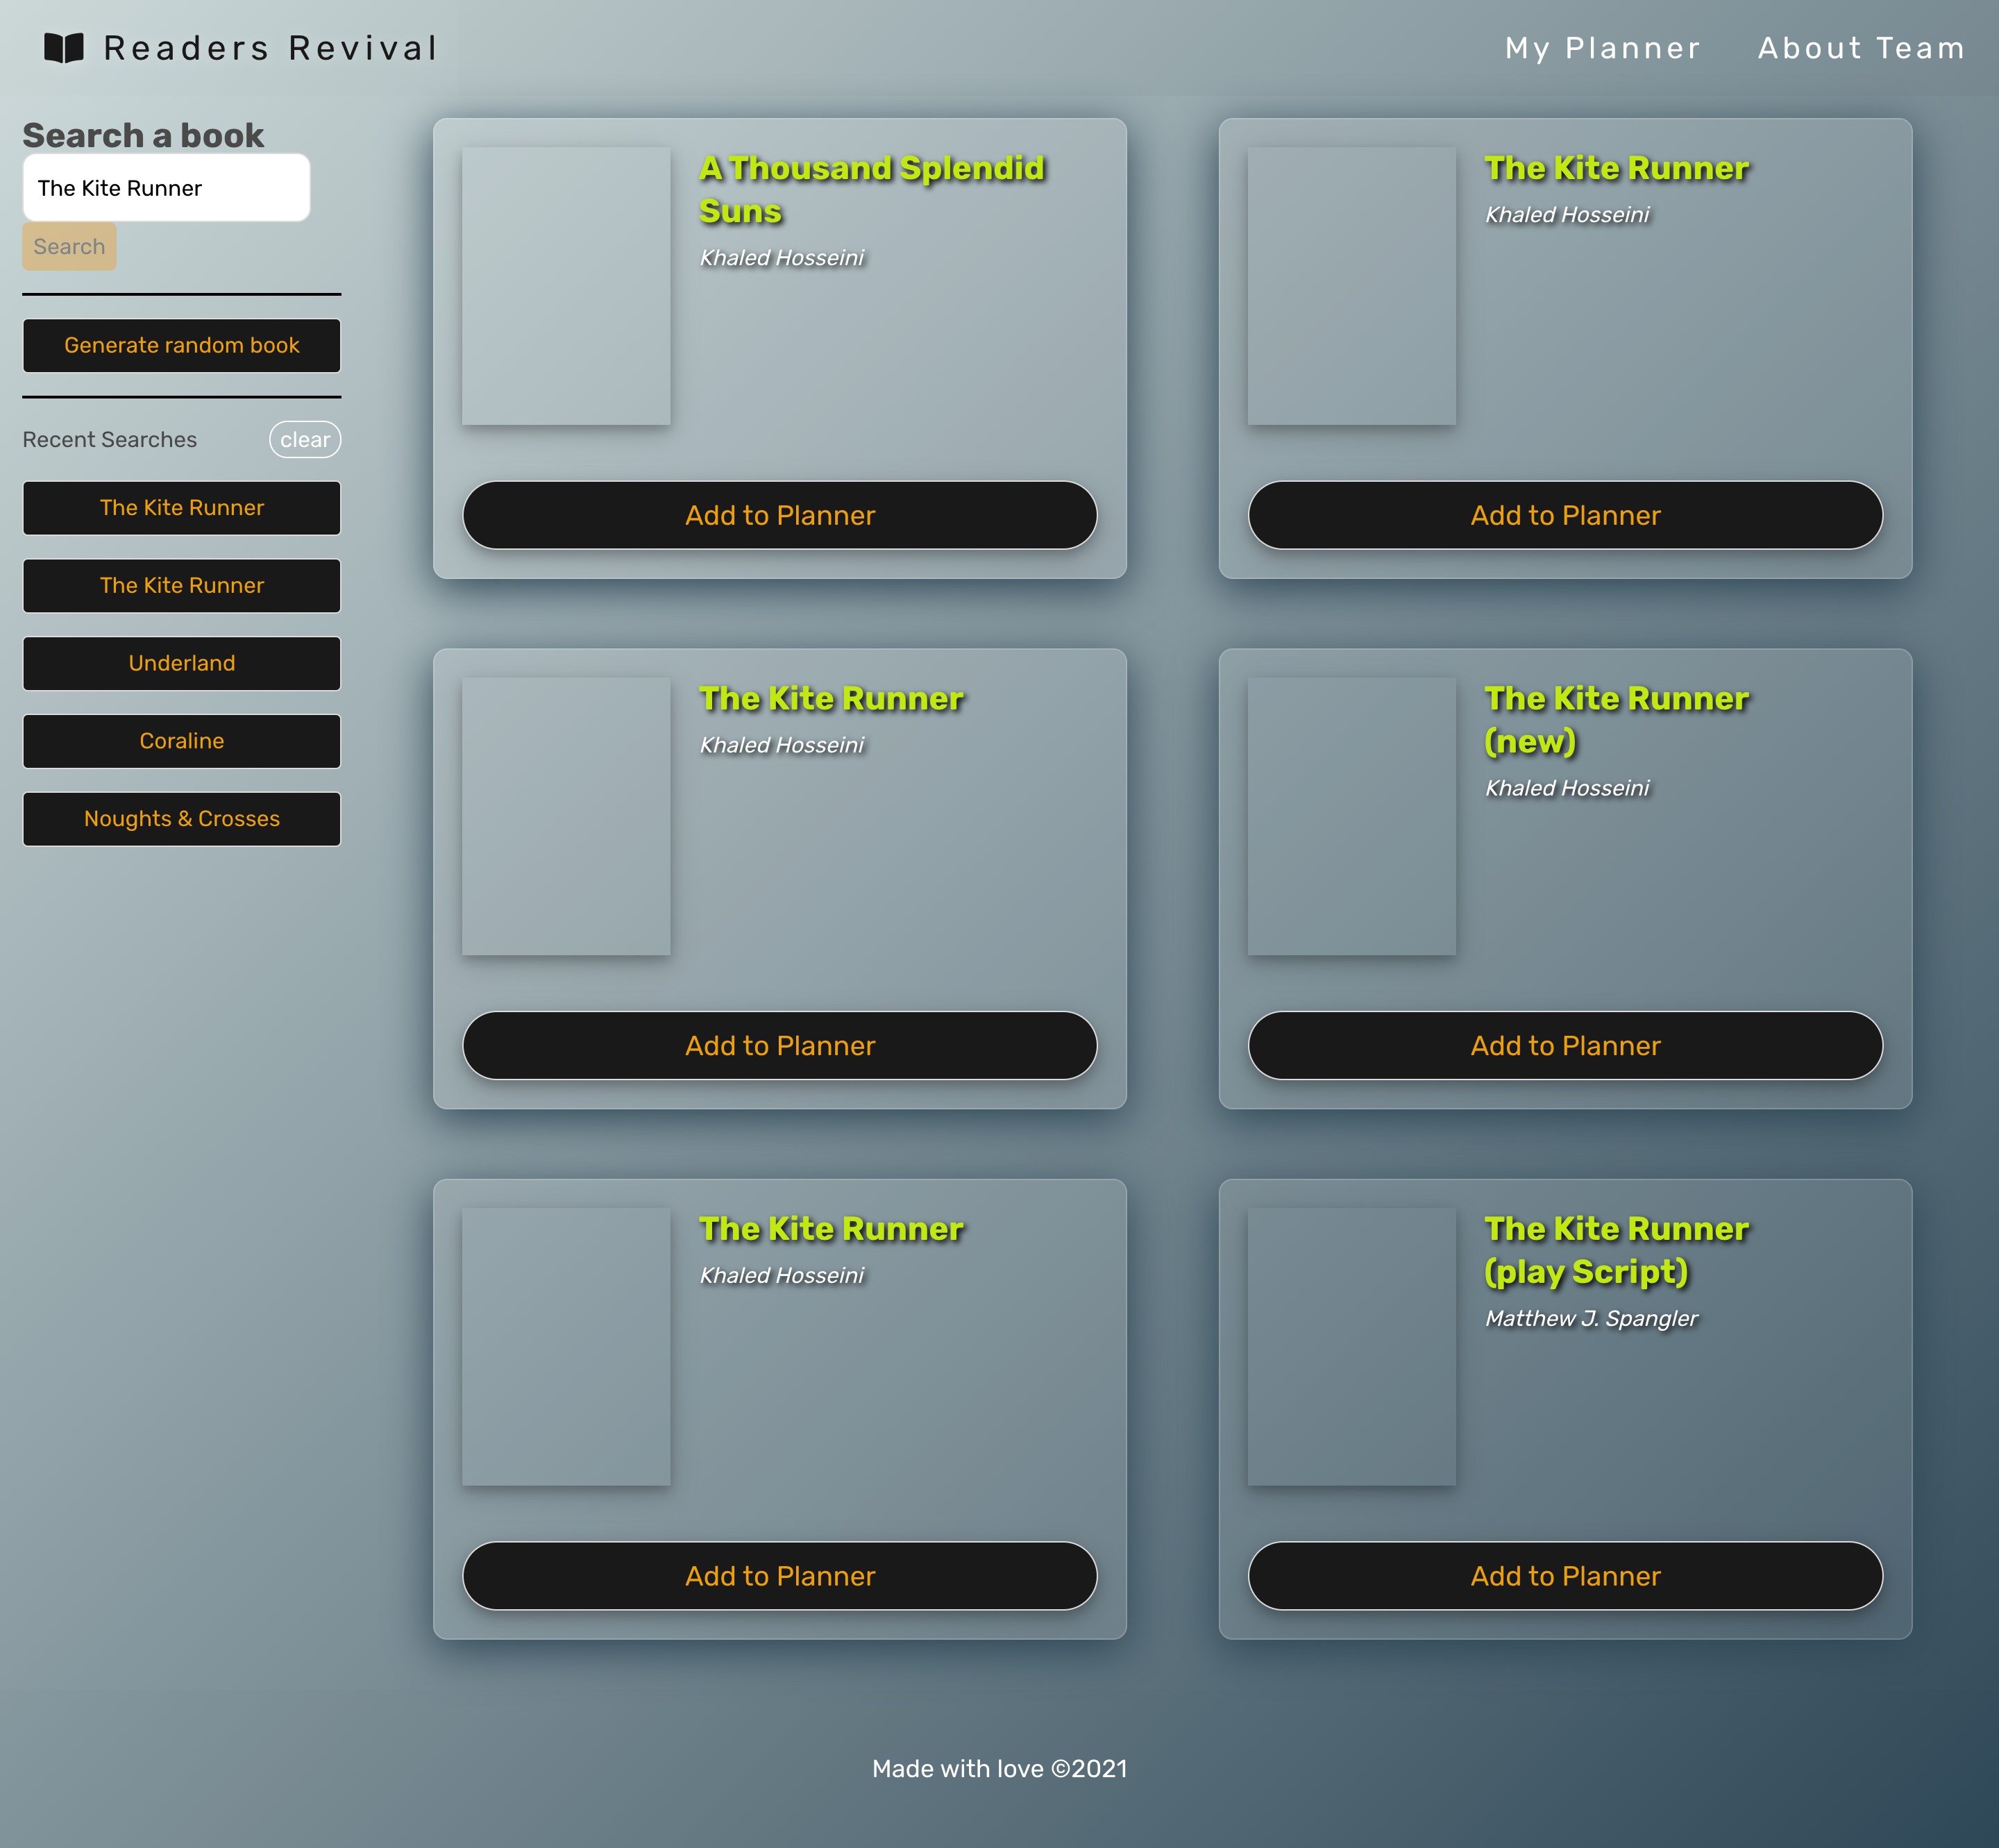 Readers Revival
My Planner
About Team
Search a book
The Kite Runner
Search
Generate random book
Recent Searches
clear
The Kite Runner
The Kite Runner
Underland
Coraline
Noughts & Crosses
A Thousand Splendid
Suns
Khaled Hosseini
Add to Planner
The Kite Runner
Khaled Hosseini
Add to Planner
The Kite Runner
Khaled Hosseini
Add to Planner
The Kite Runner
(new)
Khaled Hosseini
Add to Planner
The Kite Runner
Khaled Hosseini
Add to Planner
The Kite Runner
(play Script)
Matthew J. Spangler
Add to Planner
Made with love ©2021